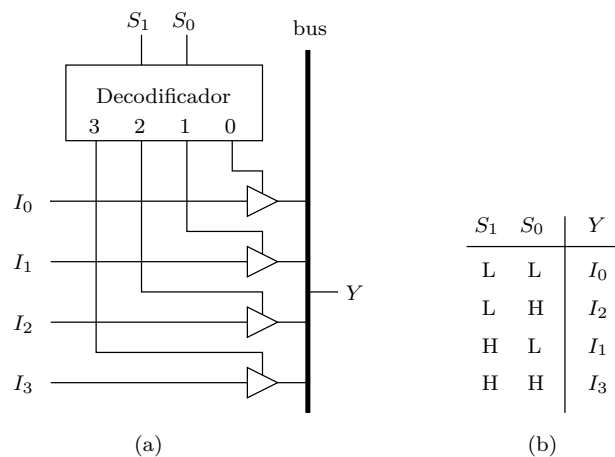 S₁ S₀
bus
Decodificador
3 2 1 0
I₀
I₁
Y
I₂
I₃
(a)
S₁ S₀ Y
L L I₀
L H I₂
H L I₁
H H I₃
(b)